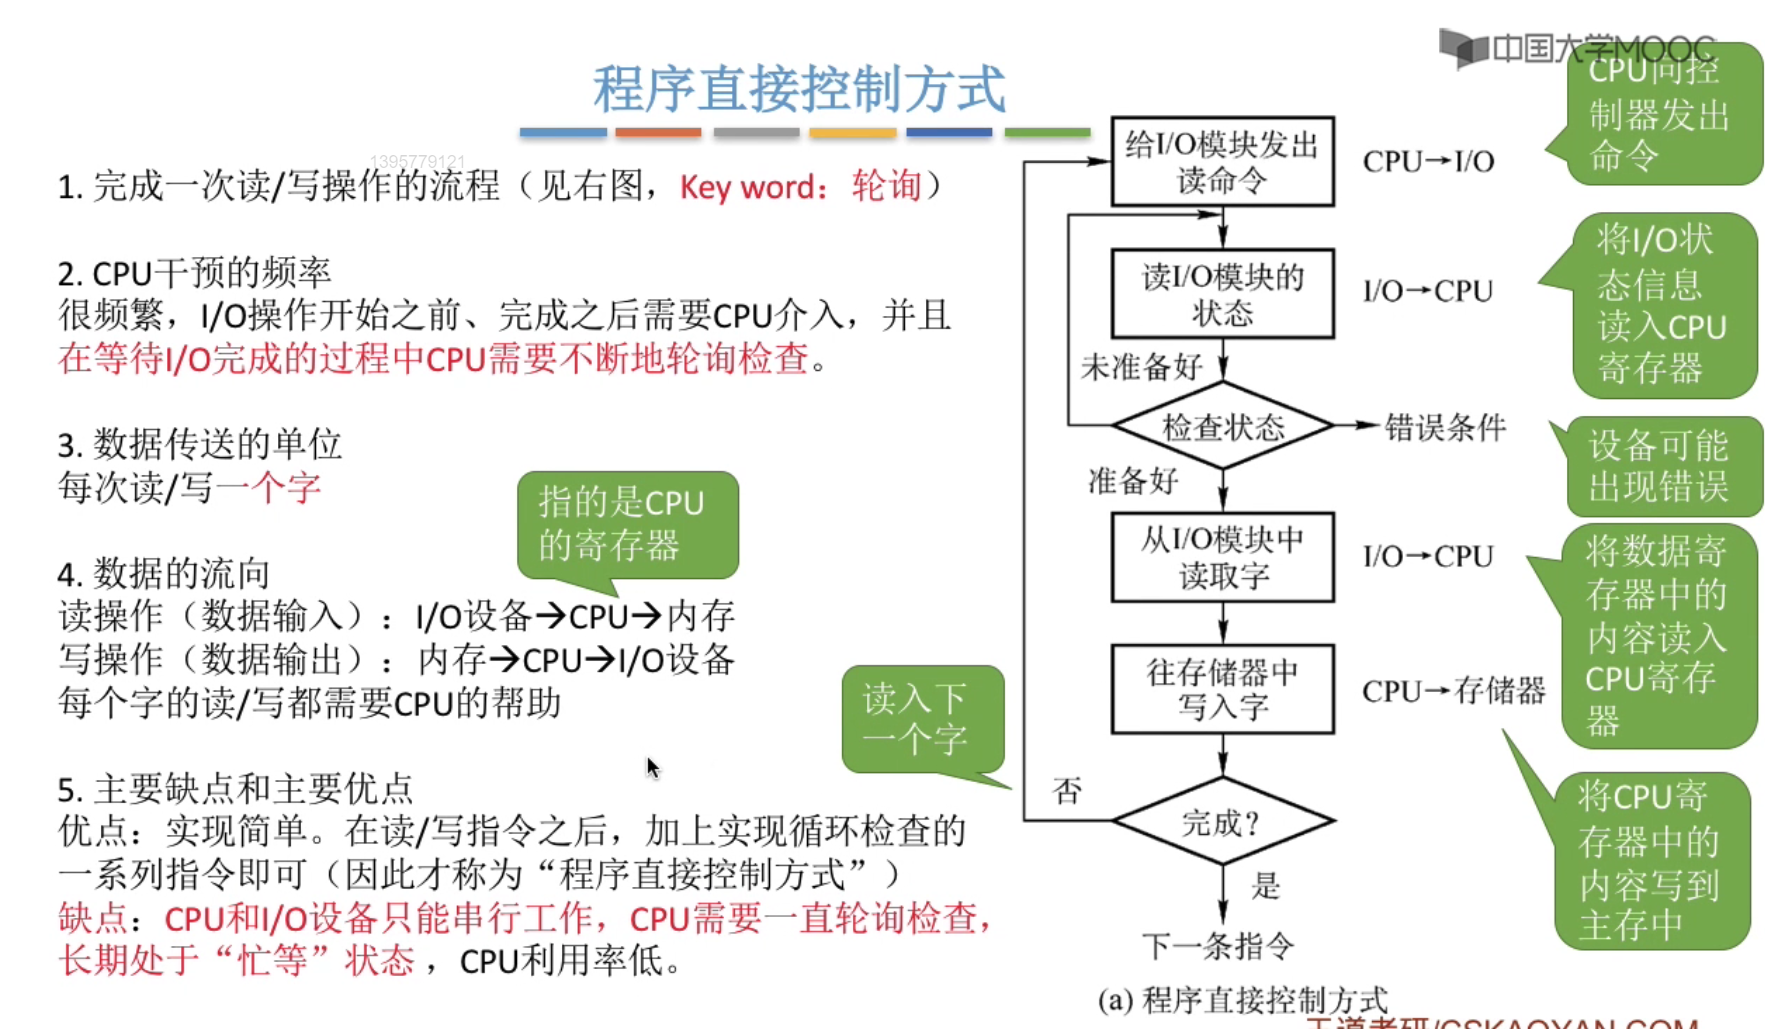 中国大学MOOC
程序直接控制方式
1395779121
1. 完成一次读/写操作的流程（见右图，Key word：轮询）
2. CPU干预的频率
很频繁，I/O操作开始之前、完成之后需要CPU介入，并且
在等待I/O完成的过程中CPU需要不断地轮询检查。
3. 数据传送的单位
每次读/写一个字
指的是CPU
的寄存器
4. 数据的流向
读操作（数据输入）：I/O设备→CPU→内存
写操作（数据输出）：内存→CPU→I/O设备
每个字的读/写都需要CPU的帮助
5. 主要缺点和主要优点
优点：实现简单。在读/写指令之后，加上实现循环检查的
一系列指令即可（因此才称为“程序直接控制方式”）
缺点：CPU和I/O设备只能串行工作，CPU需要一直轮询检查，
长期处于“忙等”状态，CPU利用率低。
给I/O模块发出
读命令
CPU→I/O
CPU向控
制器发出
命令
读I/O模块的
状态
I/O→CPU
将I/O状
态信息
读入CPU
寄存器
未准备好
检查状态
错误条件
设备可能
出现错误
准备好
从I/O模块中
读取字
I/O→CPU
将数据寄
存器中的
内容读入
CPU寄存
器
往存储器中
写入字
CPU→存储器
将CPU寄
存器中的
内容写到
主存中
读入下
一个字
否
完成？
是
下一条指令
(a) 程序直接控制方式
王道考研/CSKAOYAN.COM